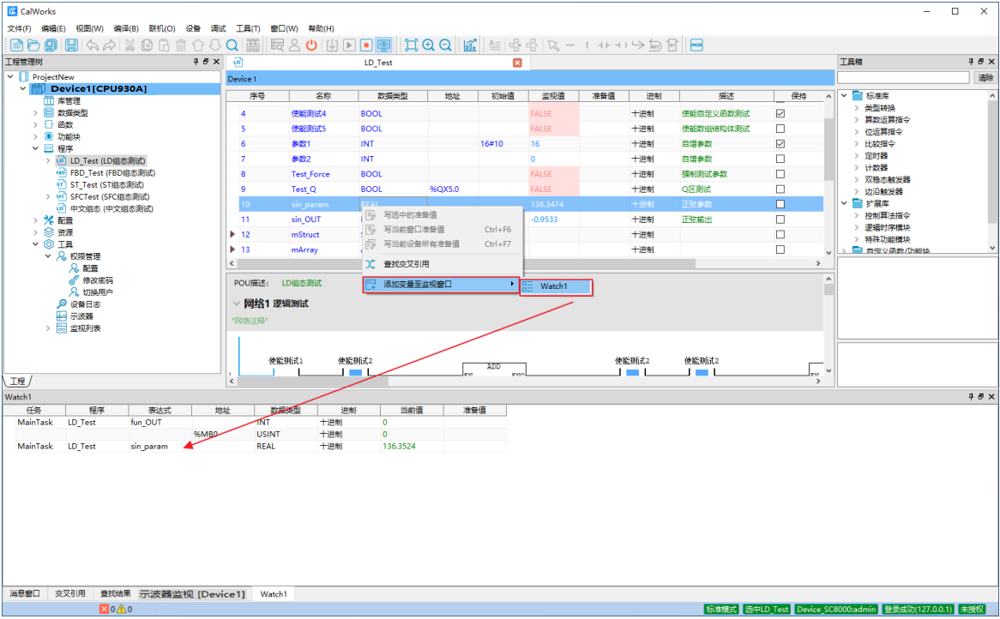 CalWorks
文件(F) 编辑(E) 视图(W) 编译(B) 联机(O) 设备 调试 工具(T) 窗口(W) 帮助(H)
工程管理树
ProjectNew
Device1[CPU930A]
库管理
数据类型
函数
功能块
程序
LD_Test (LD组态测试)
FBD_Test (FBD组态测试)
ST_Test (ST组态测试)
SFCTest (SFC组态测试)
中文组态 (中文组态测试)
配置
资源
工具
权限管理
配置
修改密码
切换用户
设备日志
示波器
监视列表
工程
LD_Test
Device 1
序号 名称 数据类型 地址 初始值 监视值 准备值 进制 描述 保持
4 使能测试4 BOOL FALSE 十进制 使能自定义函数测试
5 使能测试5 BOOL FALSE 十进制 使能数组结构体测试
6 参数1 INT 16#10 16 十进制 自增参数
7 参数2 INT 0 十进制 自增参数
8 Test_Force BOOL FALSE 十进制 强制测试参数
9 Test_Q BOOL %QX5.0 FALSE 十进制 Q区测试
10 sin_param REAL 136.3474 十进制 正弦参数
11 sin_OUT -0.9533 十进制 正弦输出
12 mStruct 十进制
13 mArray 十进制
写选中的准备值
写当前窗口准备值 Ctrl+F6
写当前设备所有准备值 Ctrl+F7
查找交叉引用
添加变量至监视窗口
Watch1
POU描述: LD组态测试
网络1 逻辑测试
*网络注释*
使能测试1 使能测试2 ADD 使能测试2 使能测试2
1 EN ENO EN
工具箱
清除
标准库
类型转换
算数运算指令
位运算指令
比较指令
定时器
计数器
双稳态触发器
边沿触发器
扩展库
控制算法指令
逻辑时序模块
特殊功能模块
自定义函数/功能块
Watch1
任务 程序 表达式 地址 数据类型 进制 当前值 准备值
MainTask LD_Test fun_OUT INT 十进制 0
%MB0 USINT 十进制 0
MainTask LD_Test sin_param REAL 十进制 136.3524
消息窗口 交叉引用 查找结果 示波器监视 [Device1] Watch1
0 0
标准模式 选中LD_Test Device_SC8000:admin 登录成功(127.0.0.1) 未授权